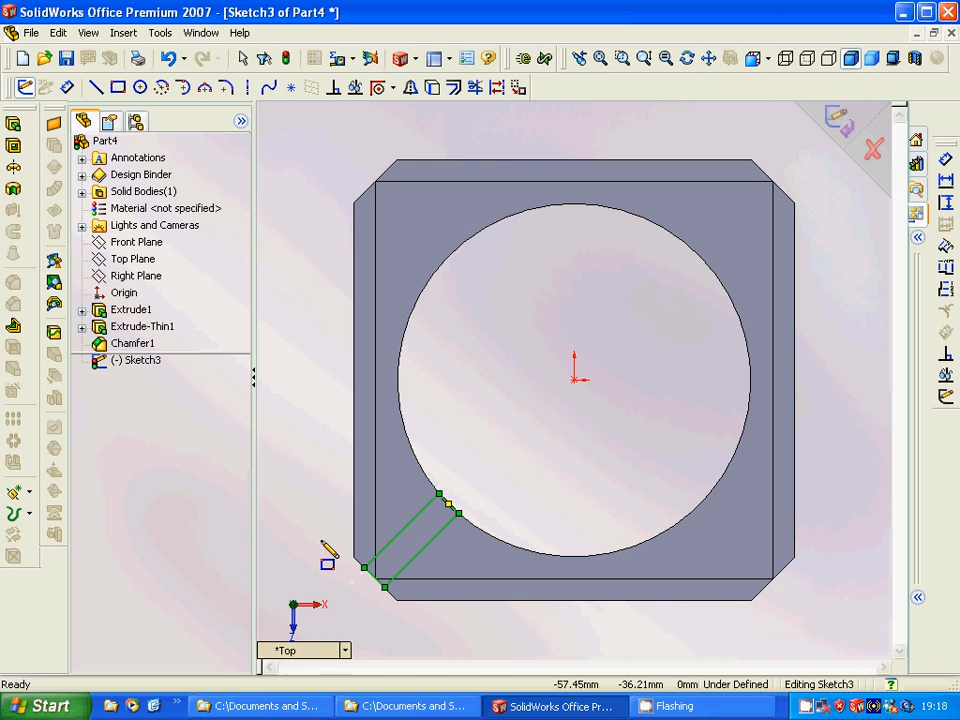 SolidWorks Office Premium 2007 - [Sketch3 of Part4 *]
File Edit View Insert Tools Window Help
Part4
Annotations
Design Binder
Solid Bodies(1)
Material <not specified>
Lights and Cameras
Front Plane
Top Plane
Right Plane
Origin
Extrude1
Extrude-Thin1
Chamfer1
(-) Sketch3
X
Z
*Top
Ready -57.45mm -36.21mm 0mm Under Defined Editing Sketch3
Start C:\Documents and S... C:\Documents and S... SolidWorks Office Pr... Flashing 19:18